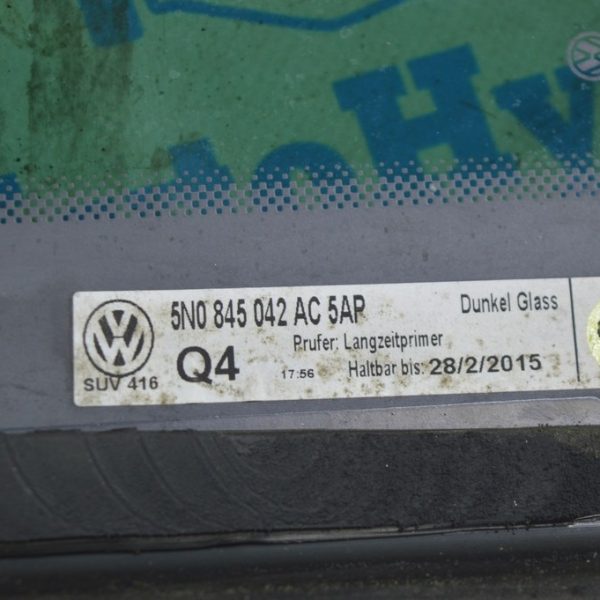 5N0 845 042 AC 5AP
Dunkel Glass
Prufer: Langzeitprimer
Q4
17:56
Haltbar bis: 28/2/2015
SUV 416